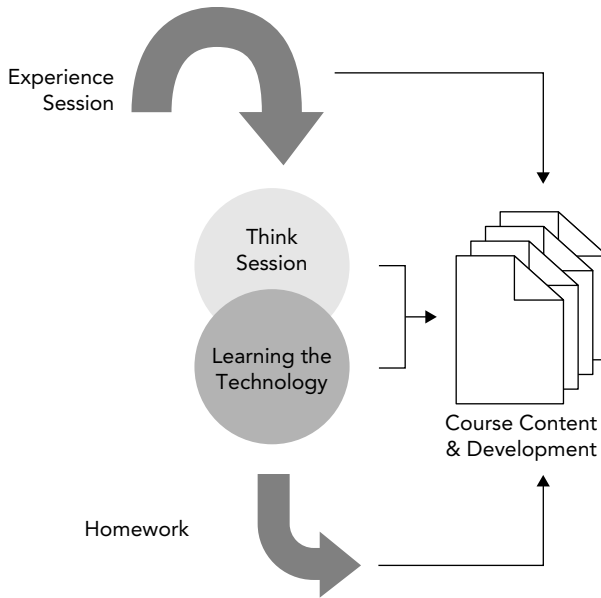 Experience
Session
Think
Session
Learning the
Technology
Course Content
& Development
Homework